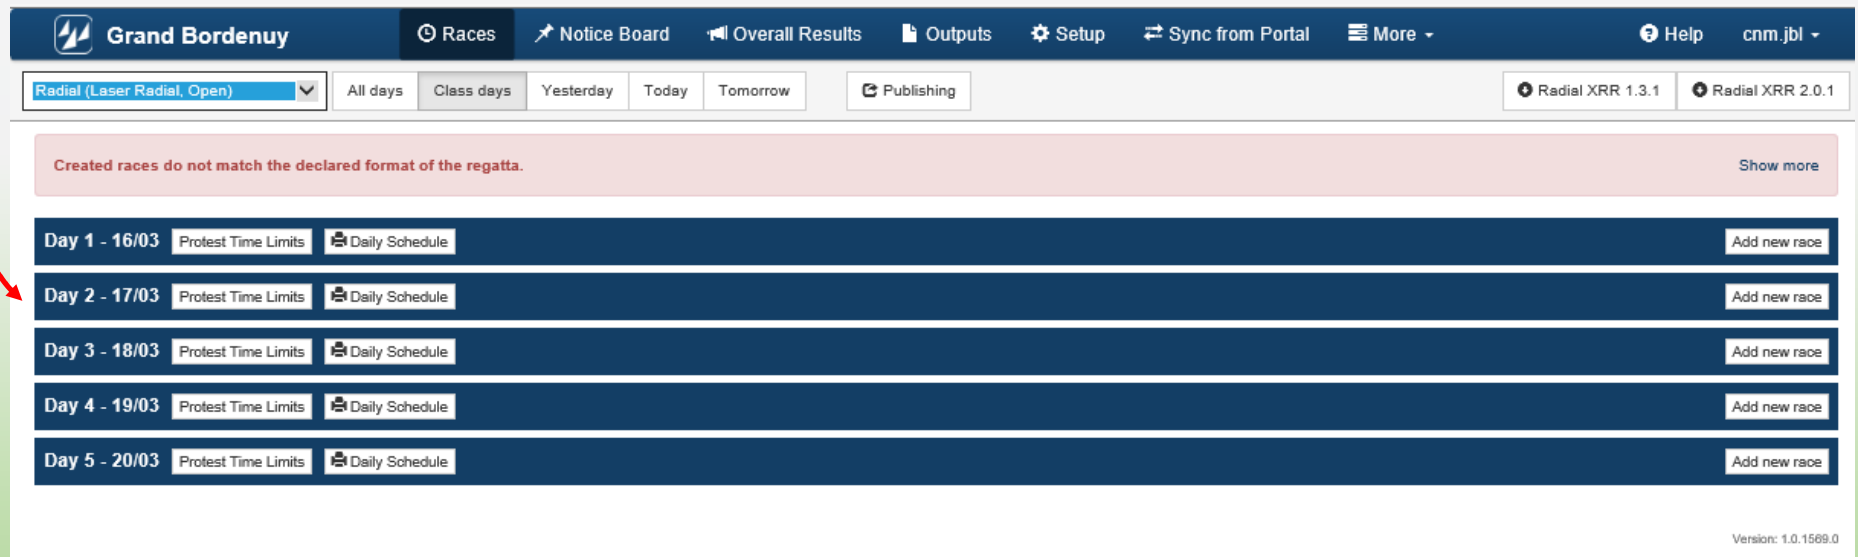 Grand Bordenuy Races Notice Board Overall Results Outputs Setup Sync from Portal More Help cnm.jbl
Radial (Laser Radial, Open) All days Class days Yesterday Today Tomorrow Publishing Radial XRR 1.3.1 Radial XRR 2.0.1
Created races do not match the declared format of the regatta. Show more
Day 1 - 16/03 Protest Time Limits Daily Schedule Add new race
Day 2 - 17/03 Protest Time Limits Daily Schedule Add new race
Day 3 - 18/03 Protest Time Limits Daily Schedule Add new race
Day 4 - 19/03 Protest Time Limits Daily Schedule Add new race
Day 5 - 20/03 Protest Time Limits Daily Schedule Add new race
Version: 1.0.1569.0